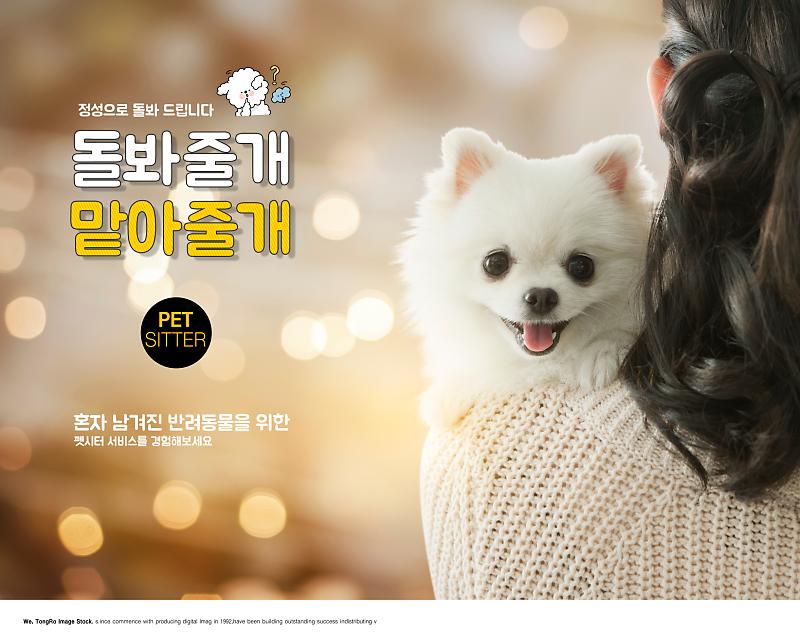 정성으로 돌봐 드립니다
?
돌봐줄개
맡아줄개
PET
SITTER
혼자 남겨진 반려동물을 위한
펫시터 서비스를 경험해보세요
We, TongRo Image Stock, s.ince commence with producing digital Imag in 1992,have been building outstanding success indistributing v